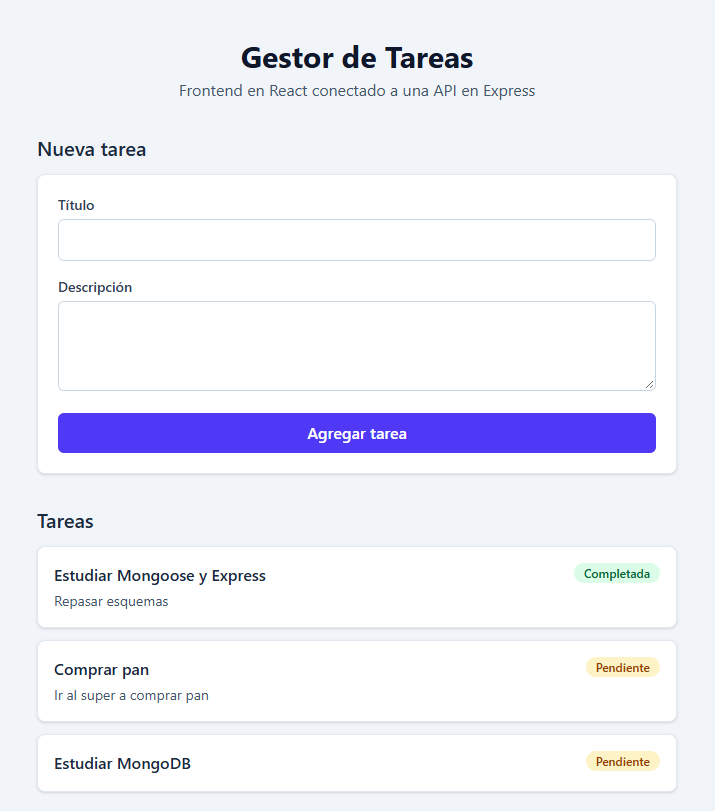 Gestor de Tareas
Frontend en React conectado a una API en Express
Nueva tarea
Título
Descripción
Agregar tarea
Tareas
Estudiar Mongoose y Express
Completada
Repasar esquemas
Comprar pan
Pendiente
Ir al super a comprar pan
Estudiar MongoDB
Pendiente